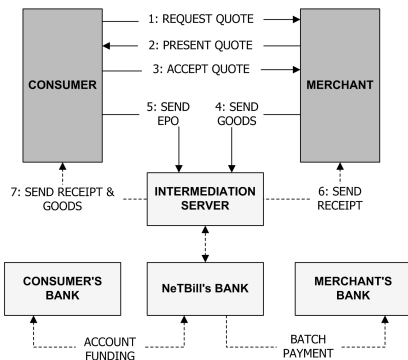 1: REQUEST QUOTE
2: PRESENT QUOTE
3: ACCEPT QUOTE
CONSUMER
MERCHANT
5: SEND
EPO
4: SEND
GOODS
7: SEND RECEIPT &
GOODS
INTERMEDIATION
SERVER
6: SEND
RECEIPT
CONSUMER'S
BANK
NeTBill's BANK
MERCHANT'S
BANK
ACCOUNT
FUNDING
BATCH
PAYMENT